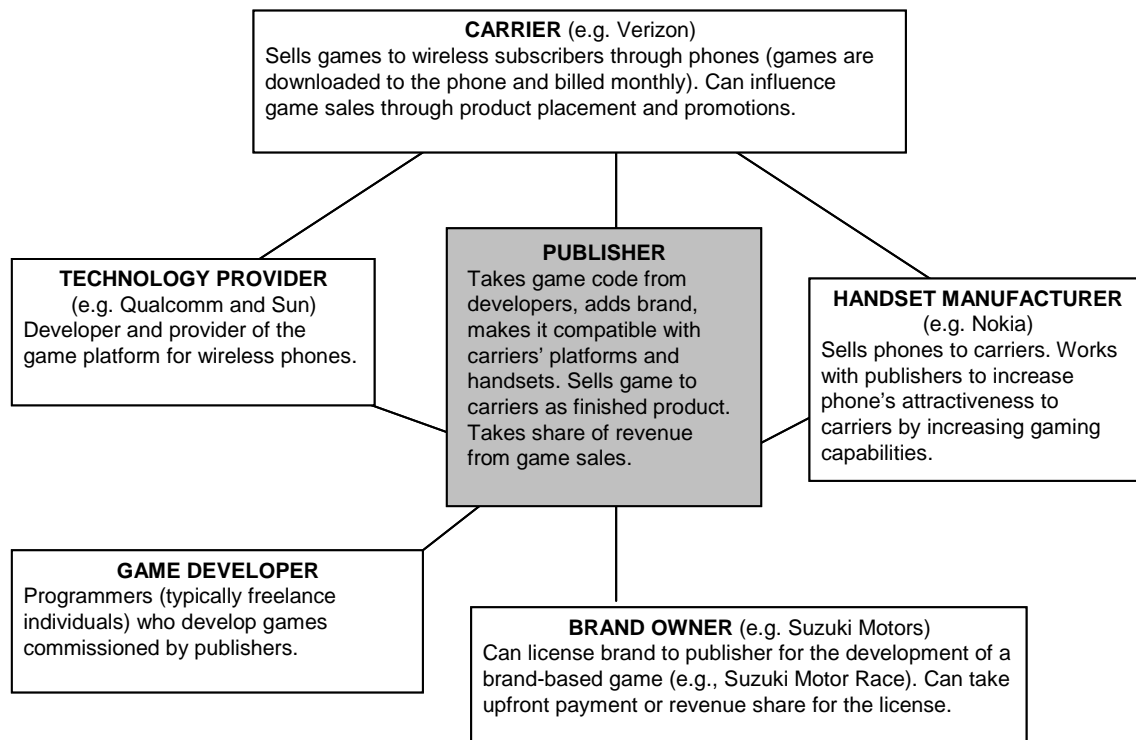 CARRIER (e.g. Verizon)
Sells games to wireless subscribers through phones (games are
downloaded to the phone and billed monthly). Can influence
game sales through product placement and promotions.
TECHNOLOGY PROVIDER
(e.g. Qualcomm and Sun)
Developer and provider of the
game platform for wireless phones.
PUBLISHER
Takes game code from
developers, adds brand,
makes it compatible with
carriers’ platforms and
handsets. Sells game to
carriers as finished product.
Takes share of revenue
from game sales.
HANDSET MANUFACTURER
(e.g. Nokia)
Sells phones to carriers. Works
with publishers to increase
phone’s attractiveness to
carriers by increasing gaming
capabilities.
GAME DEVELOPER
Programmers (typically freelance
individuals) who develop games
commissioned by publishers.
BRAND OWNER (e.g. Suzuki Motors)
Can license brand to publisher for the development of a
brand-based game (e.g., Suzuki Motor Race). Can take
upfront payment or revenue share for the license.